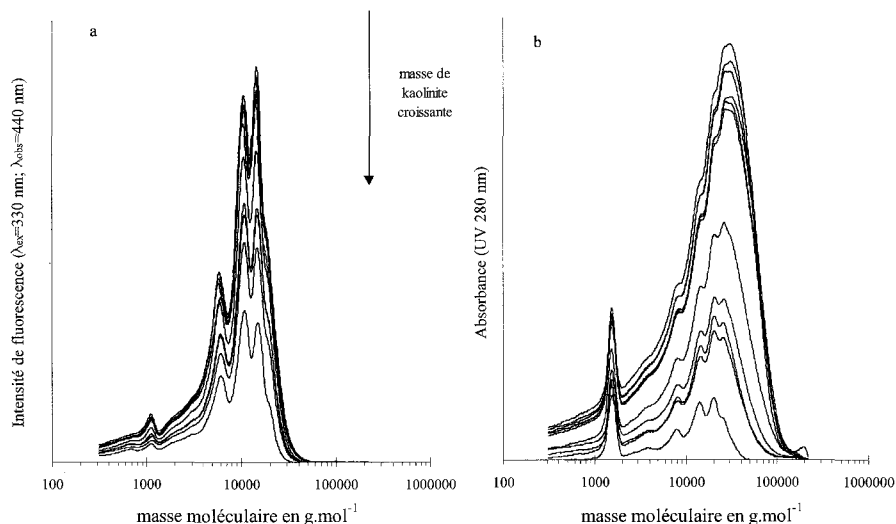 a
masse de
kaolinite
croissante
Intensité de fluorescence (λex=330 nm; λobs=440 nm)
100 1000 10000 100000 1000000
masse moléculaire en g.mol⁻¹
b
Absorbance (UV 280 nm)
100 1000 10000 100000 1000000
masse moléculaire en g.mol⁻¹